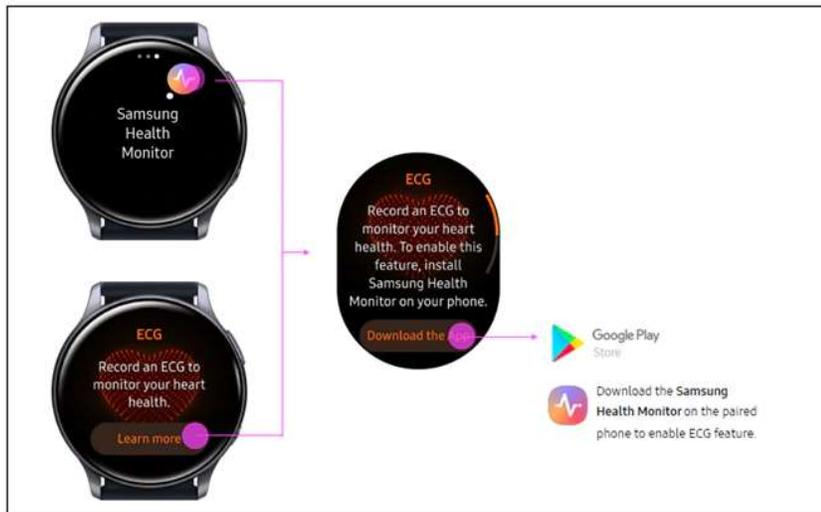 Samsung
Health
Monitor
ECG
Record an ECG to
monitor your heart
health.
Learn more
ECG
Record an ECG to
monitor your heart
health. To enable this
feature, install
Samsung Health
Monitor on your phone.
Download the App
Google Play
Store
Download the Samsung
Health Monitor on the paired
phone to enable ECG feature.